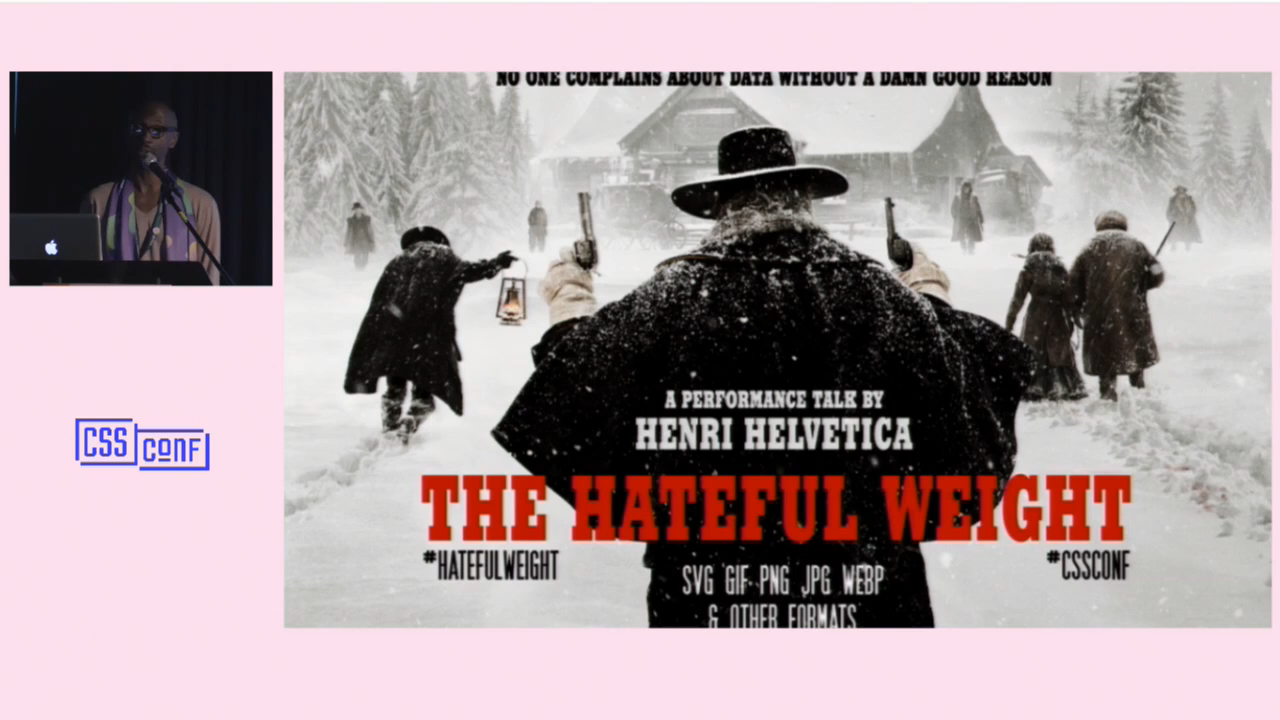 NO ONE COMPLAINS ABOUT DATA WITHOUT A DAMN GOOD REASON
A PERFORMANCE TALK BY
HENRI HELVETICA
THE HATEFUL WEIGHT
#HATEFULWEIGHT
#CSSCONF
SVG GIF PNG JPG WEBP
& OTHER FORMATS
CSS
CONF